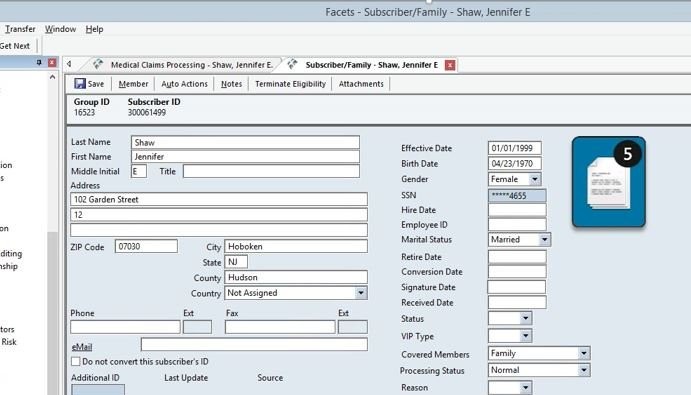 Facets - Subscriber/Family - Shaw, Jennifer E
Transfer Window Help
Get Next
Medical Claims Processing - Shaw, Jennifer E. Subscriber/Family - Shaw, Jennifer E
Save Member Auto Actions Notes Terminate Eligibility Attachments
Group ID Subscriber ID
16523 300061499
Last Name Shaw
First Name Jennifer
Middle Initial E Title
Address
102 Garden Street
12
ZIP Code 07030 City Hoboken
State NJ
County Hudson
Country Not Assigned
Phone Ext Fax Ext
eMail
Do not convert this subscriber's ID
Additional ID Last Update Source
Effective Date 01/01/1999
Birth Date 04/23/1970
Gender Female
SSN *****4655
Hire Date
Employee ID
Marital Status Married
Retire Date
Conversion Date
Signature Date
Received Date
Status
VIP Type
Covered Members Family
Processing Status Normal
Reason
5
Risk